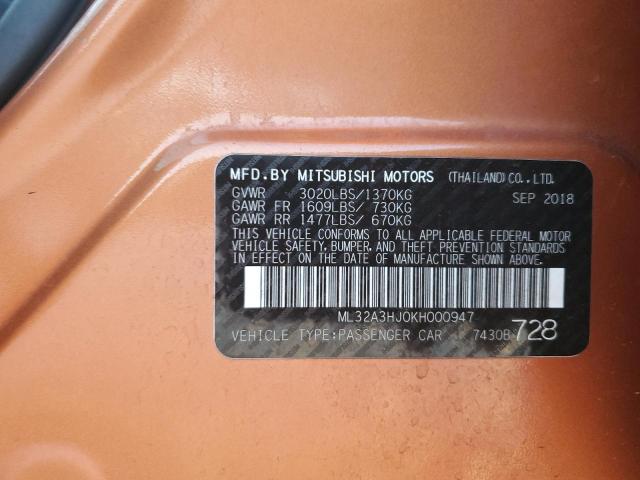 MFD.BY MITSUBISHI MOTORS (THAILAND)CO.,LTD.
GVWR 3020LBS/1370KG SEP 2018
GAWR FR 1609LBS/ 730KG
GAWR RR 1477LBS/ 670KG
THIS VEHICLE CONFORMS TO ALL APPLICABLE FEDERAL MOTOR
VEHICLE SAFETY, BUMPER, AND THEFT PREVENTION STANDARDS
IN EFFECT ON THE DATE OF MANUFACTURE SHOWN ABOVE.
ML32A3HJ0KH000947
VEHICLE TYPE:PASSENGER CAR 7430B 728